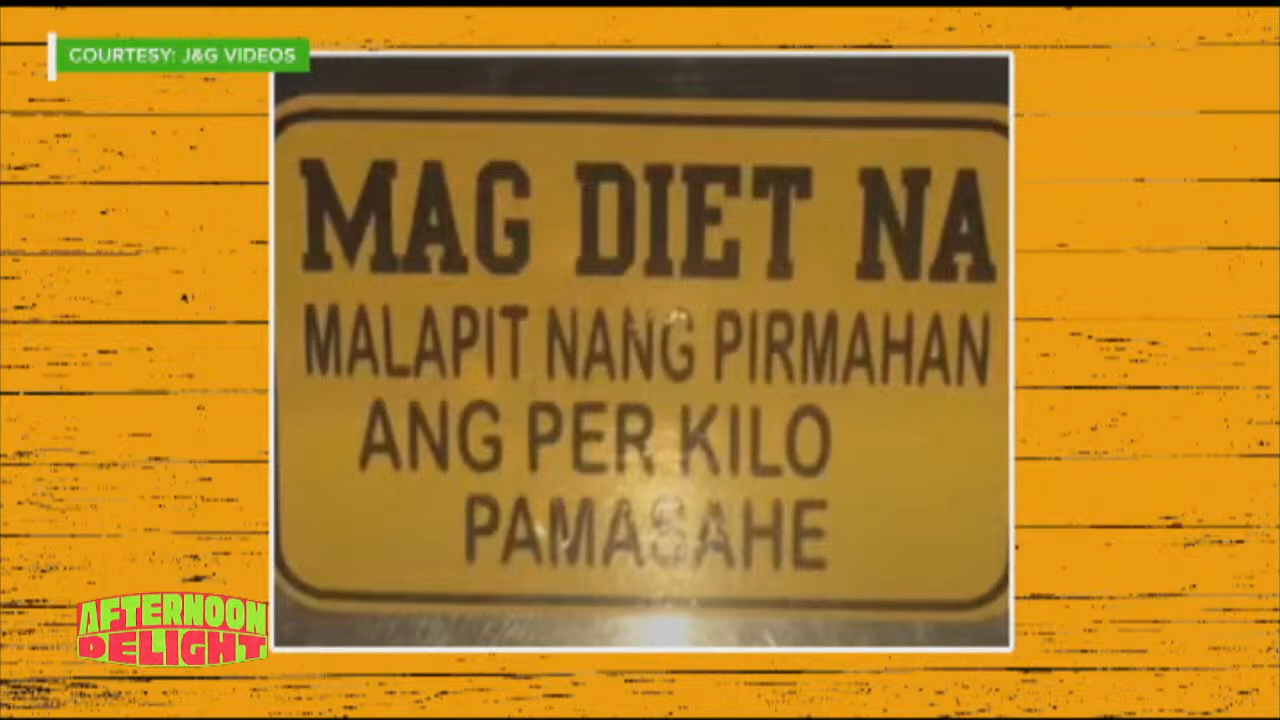 COURTESY: J&G VIDEOS
MAG DIET NA
MALAPIT NANG PIRMAHAN
ANG PER KILO
PAMASAHE
AFTERNOON
DELIGHT